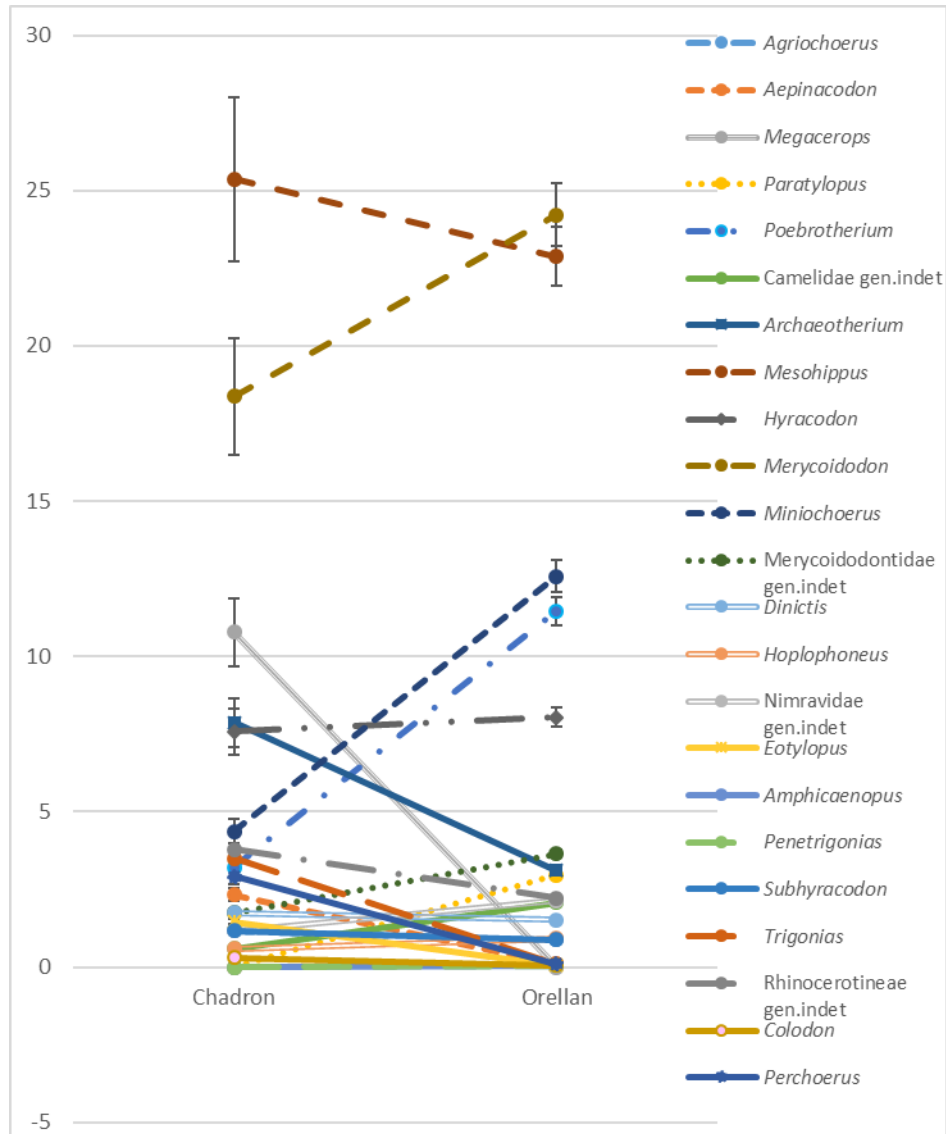 30
25
20
15
10
5
0
-5
Chadron
Orellan
Agriochoerus
Aepinacodon
Megacerops
Paratylopus
Poebrotherium
Camelidae gen.indet
Archaeotherium
Mesohippus
Hyracodon
Merycoidodon
Miniochoerus
Merycoidodontidae
gen.indet
Dinictis
Hoplophoneus
Nimravidae
gen.indet
Eotylopus
Amphicaenopus
Penetrigonias
Subhyracodon
Trigonias
Rhinocerotineae
gen.indet
Colodon
Perchoerus